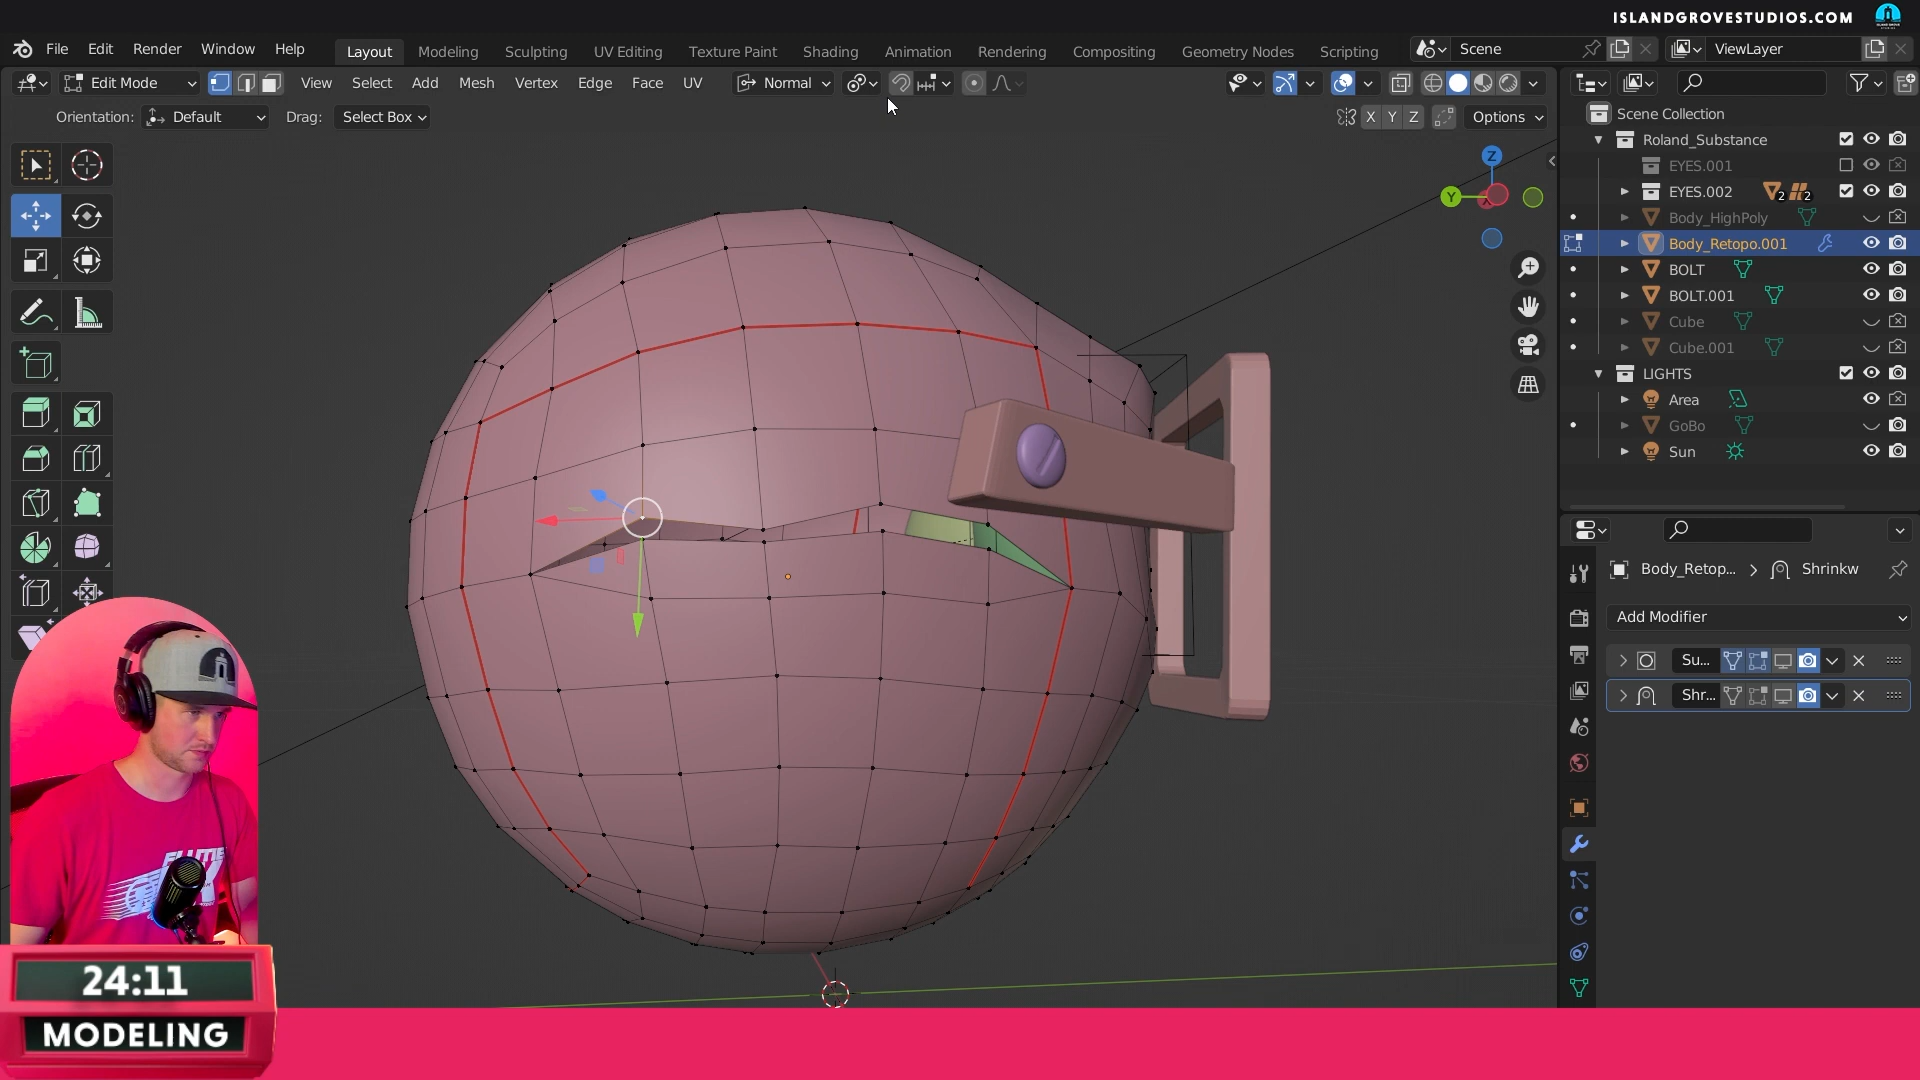 ISLANDGROVESTUDIOS.COM
File Edit Render Window Help Layout Modeling Sculpting UV Editing Texture Paint Shading Animation Rendering Compositing Geometry Nodes Scripting Scene ViewLayer
Edit Mode View Select Add Mesh Vertex Edge Face UV Normal
Orientation: Default Drag: Select Box X Y Z Options
Scene Collection
Roland_Substance
EYES.001
EYES.002 2 2
Body_HighPoly
Body_Retopo.001
BOLT
BOLT.001
Cube
Cube.001
LIGHTS
Area
GoBo
Sun
Z
Y
Body_Retop... Shrinkw
Add Modifier
Su...
Shr...
24:11
MODELING